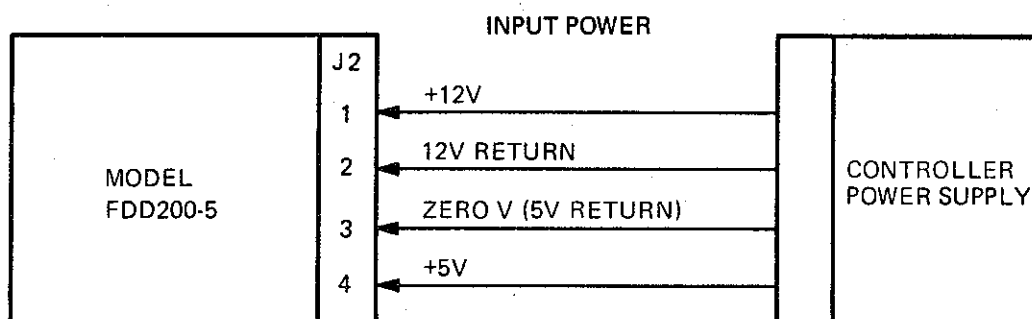 INPUT POWER
J2
1
+12V
2
12V RETURN
3
ZERO V (5V RETURN)
4
+5V
MODEL
FDD200-5
CONTROLLER
POWER SUPPLY